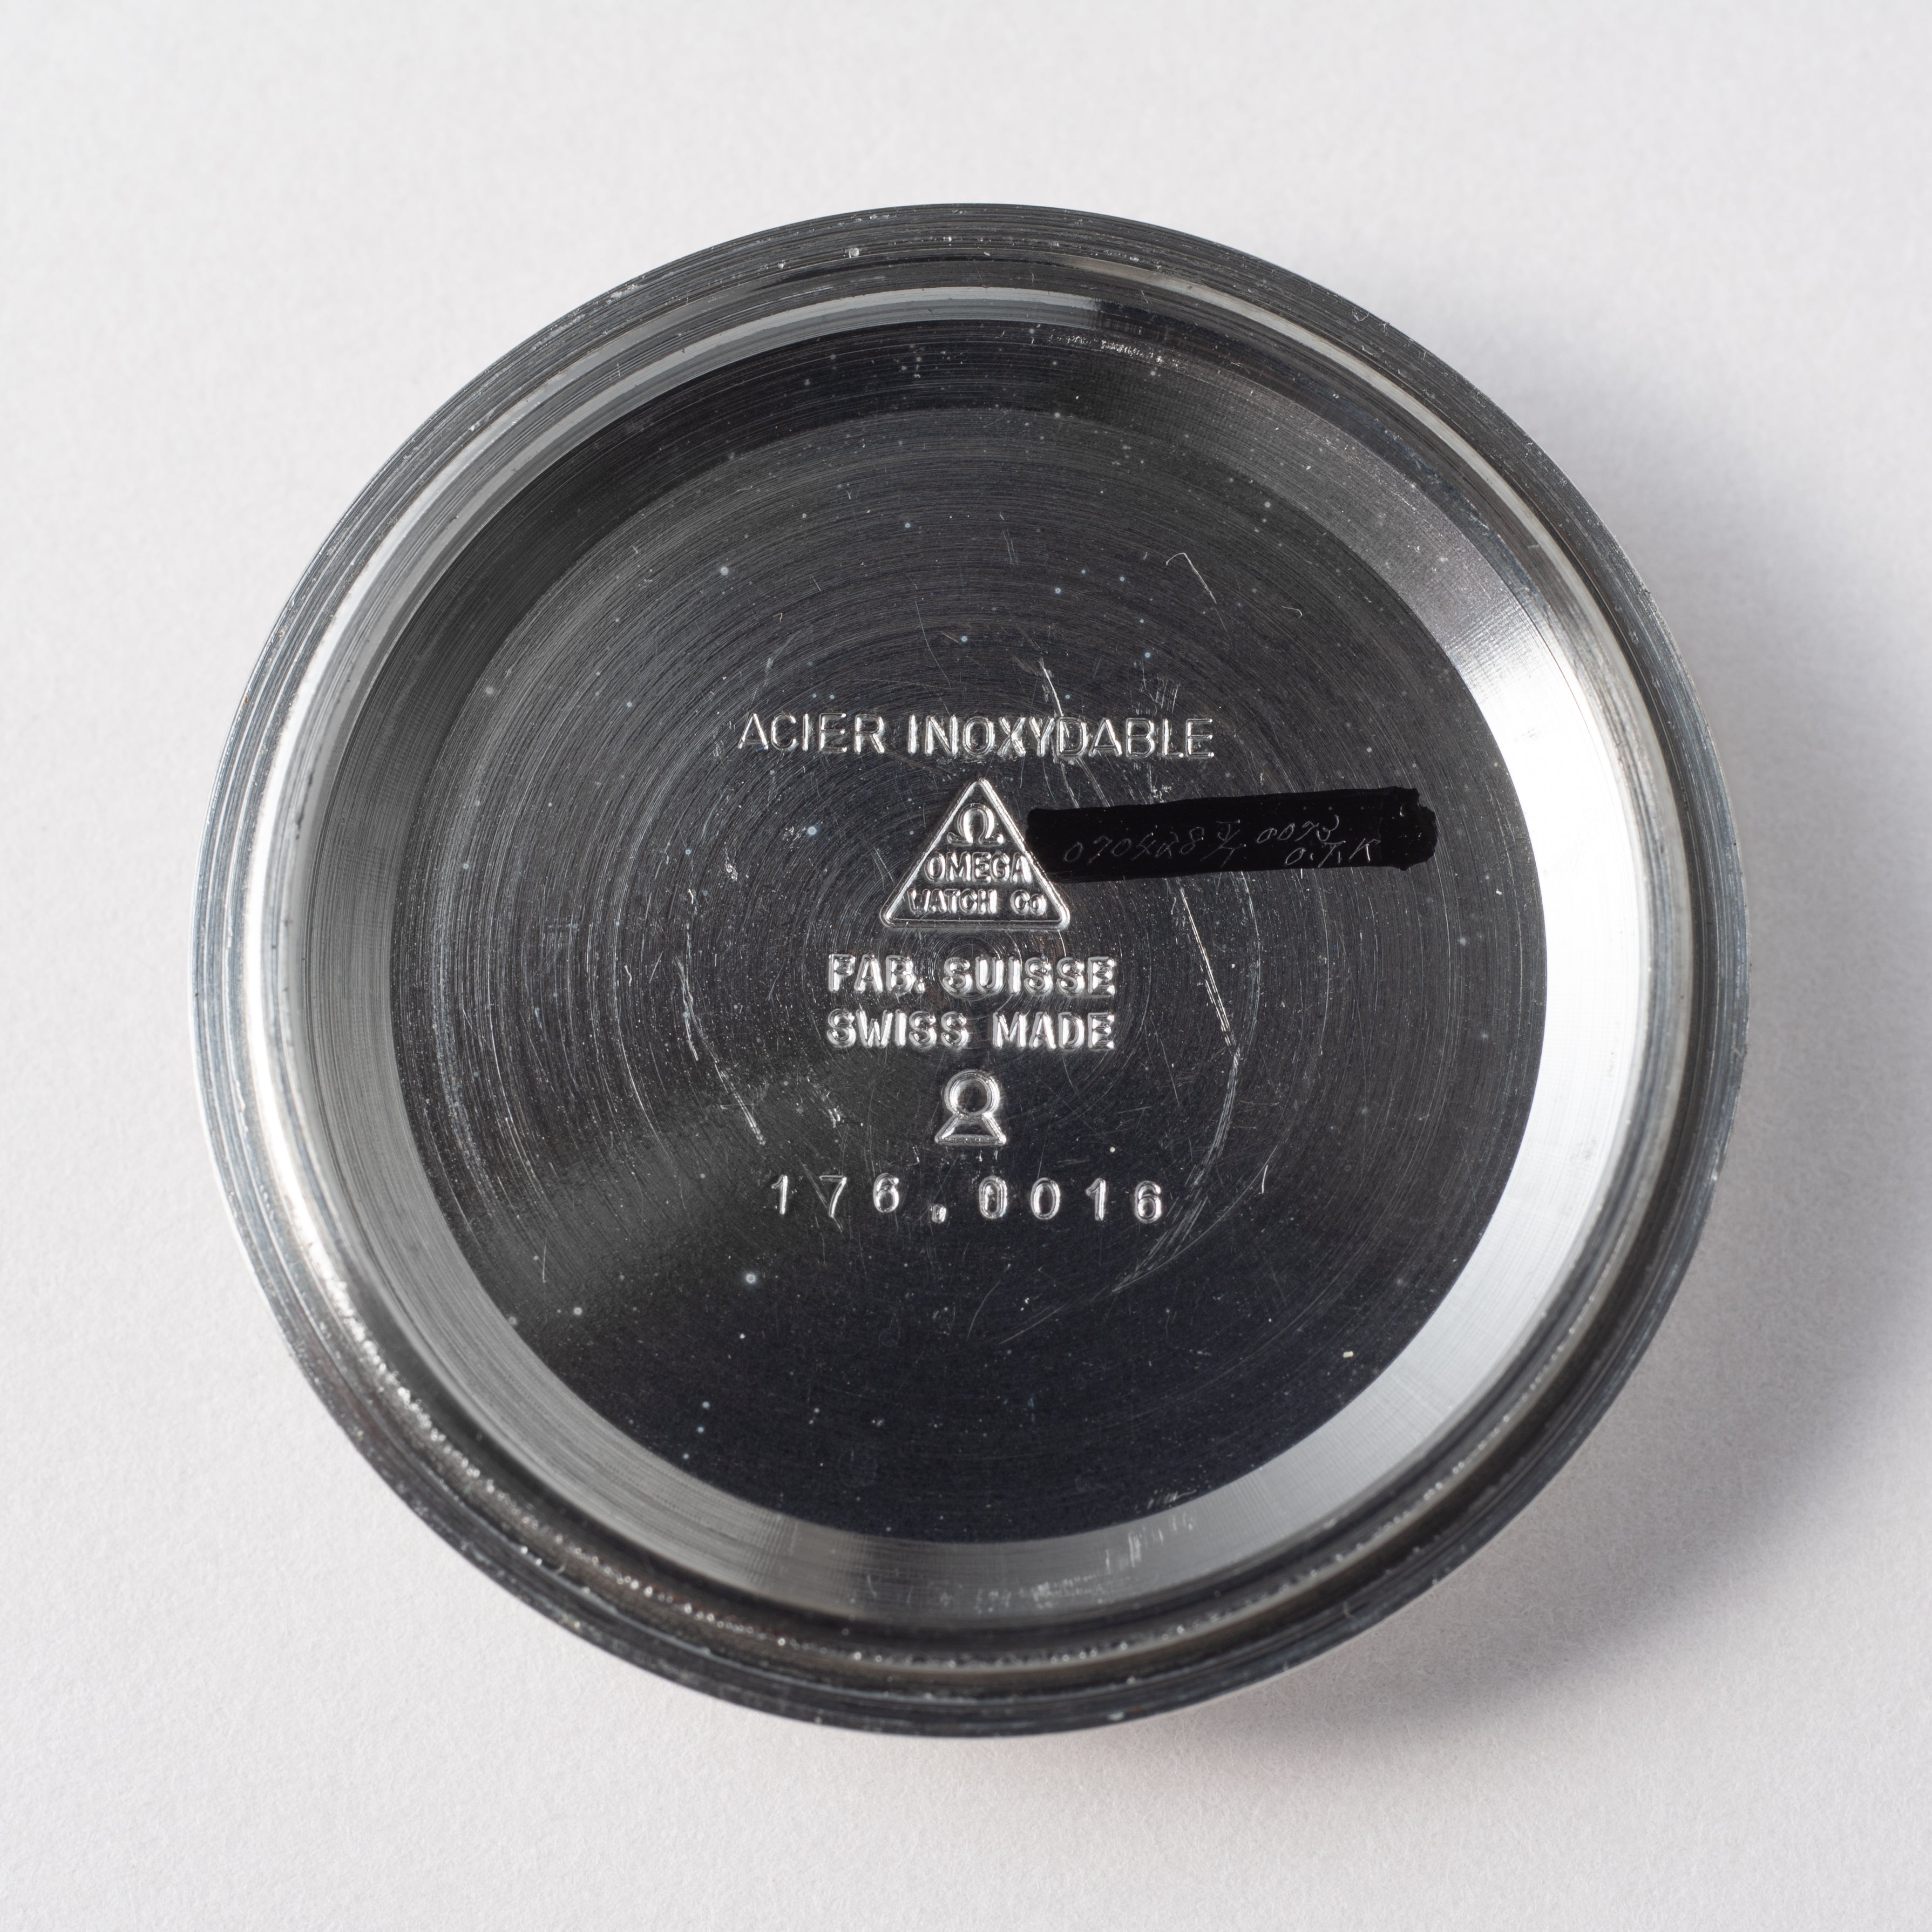 ACIER INOXYDABLE
Ω
OMEGA
WATCH Co
FAB. SUISSE
SWISS MADE
176.0016